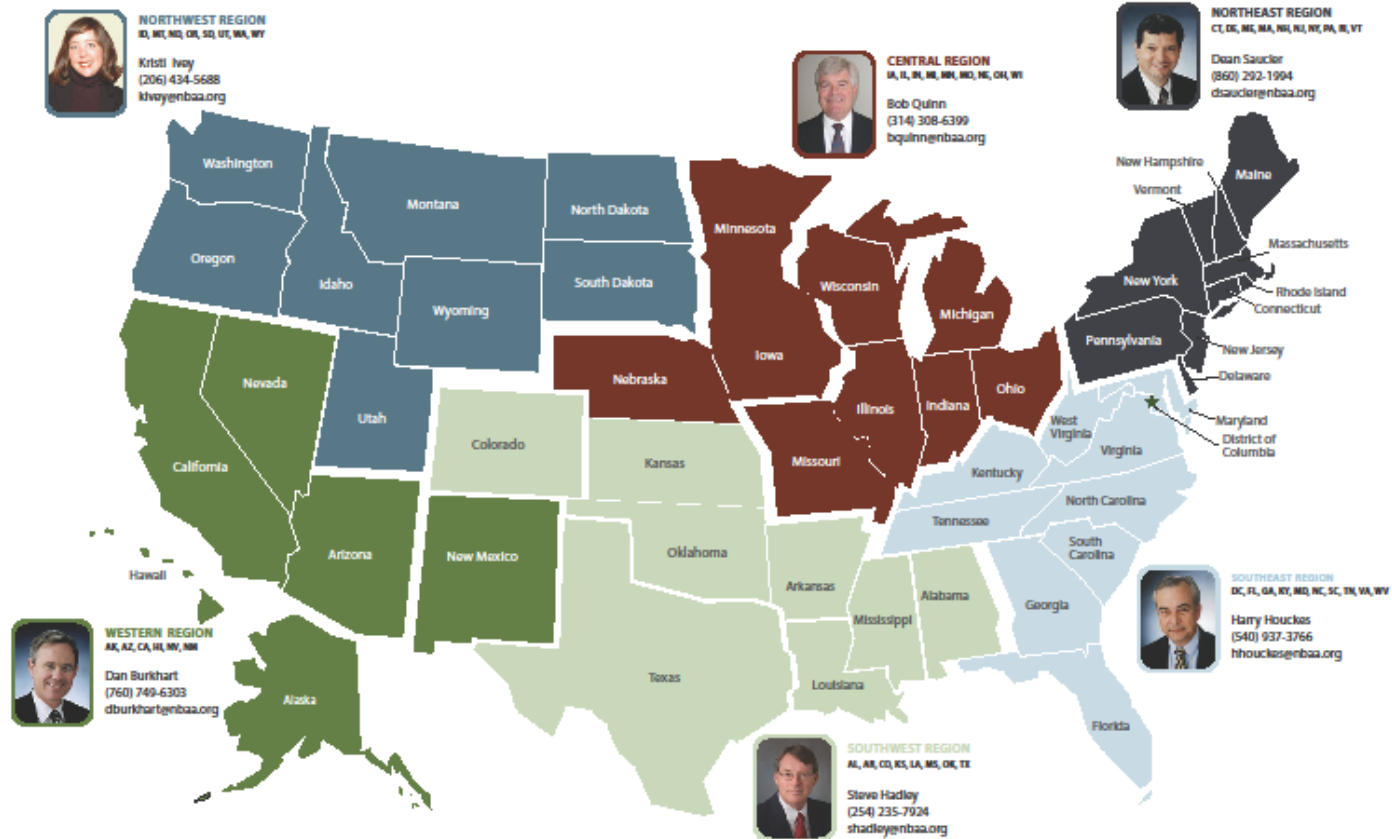 NORTHWEST REGION
ID, MT, ND, OR, SD, UT, WA, WY
Kristi Ivey
(206) 434-5688
kivey@nbaa.org
CENTRAL REGION
IA, IL, IN, MI, MN, MO, NE, OH, WI
Bob Quinn
(314) 308-6399
bquinn@nbaa.org
NORTHEAST REGION
CT, DE, ME, MA, NH, NJ, NY, PA, RI, VT
Dean Saucier
(860) 292-1994
dsaucier@nbaa.org
Washington
Montana
North Dakota
Minnesota
New Hampshire
Vermont
Maine
Oregon
Idaho
Wyoming
South Dakota
Wisconsin
Michigan
New York
Massachusetts
Rhode Island
Connecticut
Pennsylvania
New Jersey
Delaware
Nevada
Utah
Nebraska
Iowa
Illinois
Indiana
Ohio
West
Virginia
Virginia
Maryland
District of
Columbia
California
Colorado
Kansas
Missouri
Kentucky
North Carolina
Tennessee
South
Carolina
Hawaii
Arizona
New Mexico
Oklahoma
Arkansas
Mississippi
Alabama
Georgia
Texas
Louisiana
Florida
Alaska
WESTERN REGION
AK, AZ, CA, HI, NV, NM
Dan Burkhart
(760) 749-6303
dburkhart@nbaa.org
SOUTHEAST REGION
DC, FL, GA, KY, MD, NC, SC, TN, VA, WV
Harry Houckes
(540) 937-3766
hhouckes@nbaa.org
SOUTHWEST REGION
AL, AR, CO, KS, LA, MS, OK, TX
Steve Hadley
(254) 235-7924
shadley@nbaa.org